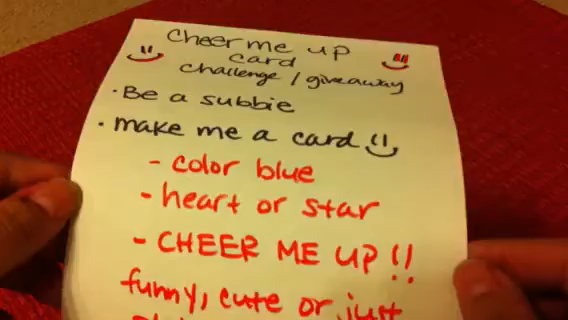 Cheer me up
card
challenge / giveaway
· Be a subbie
· make me a card
- color blue
- heart or star
- CHEER ME UP!!
funny, cute or just